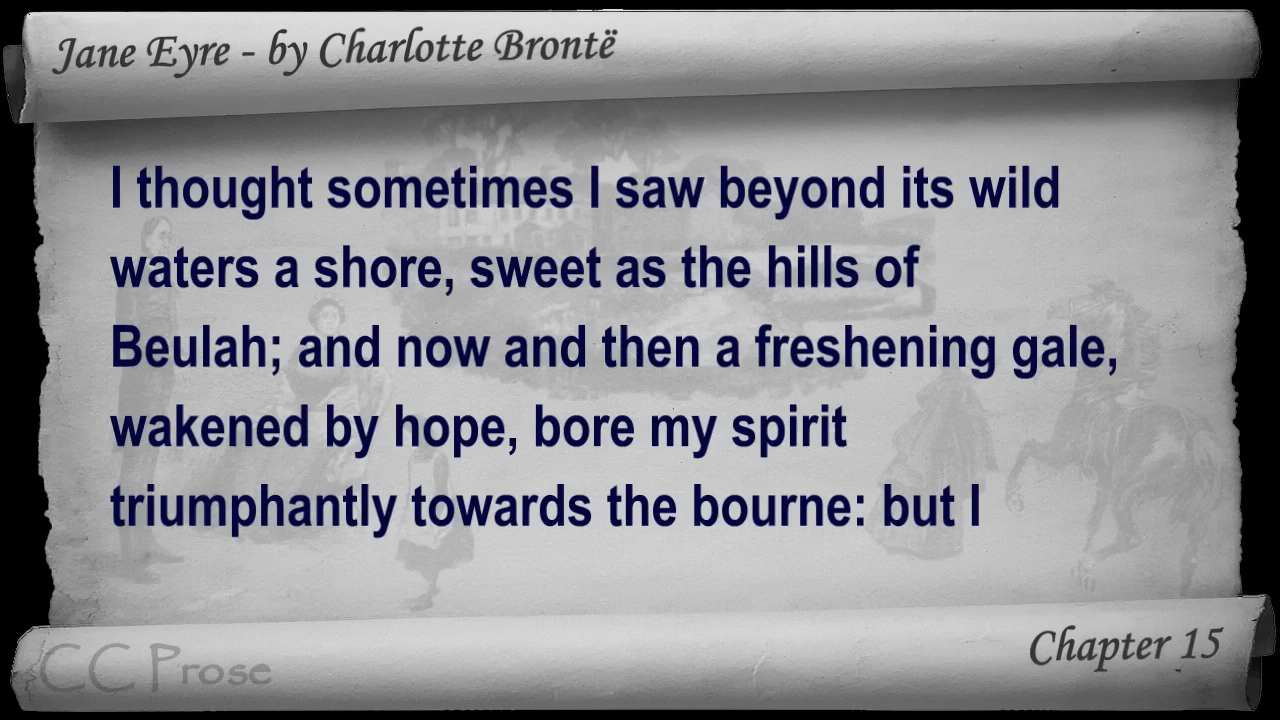 Jane Eyre - by Charlotte Brontë
I thought sometimes I saw beyond its wild
waters a shore, sweet as the hills of
Beulah; and now and then a freshening gale,
wakened by hope, bore my spirit
triumphantly towards the bourne: but I
Chapter 15
CC Prose